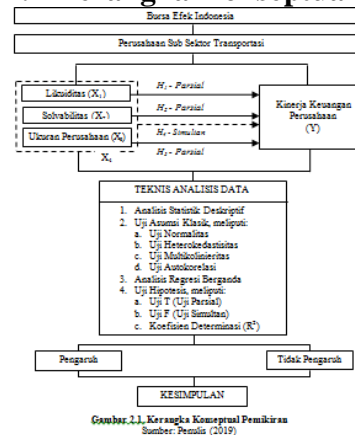 Bursa Efek Indonesia
Perusahaan Sub Sektor Transportasi
Likuiditas (X1)
Solvabilitas (X
Ukuran Perusahaan (X
X
H1 - Parsial
H2 - Parsial
H4 - Simultan
H3 - Parsial
Kinerja Keuangan
Perusahaan
(Y)
TEKNIS ANALISIS DATA
1. Analisis Statistik Deskriptif
2. Uji Asumsi Klasik, meliputi:
a. Uji Normalitas
b. Uji Heterokedastisitas
c. Uji Multikolinieritas
d. Uji Autokorelasi
3. Analisis Regresi Berganda
4. Uji Hipotesis, meliputi:
a. Uji T (Uji Parsial)
b. Uji F (Uji Simultan)
c. Koefisien Determinasi (R²)
Pengaruh
Tidak Pengaruh
KESIMPULAN
Gambar 2.1. Kerangka Konseptual Pemikiran
Sumber: Penulis (2019)